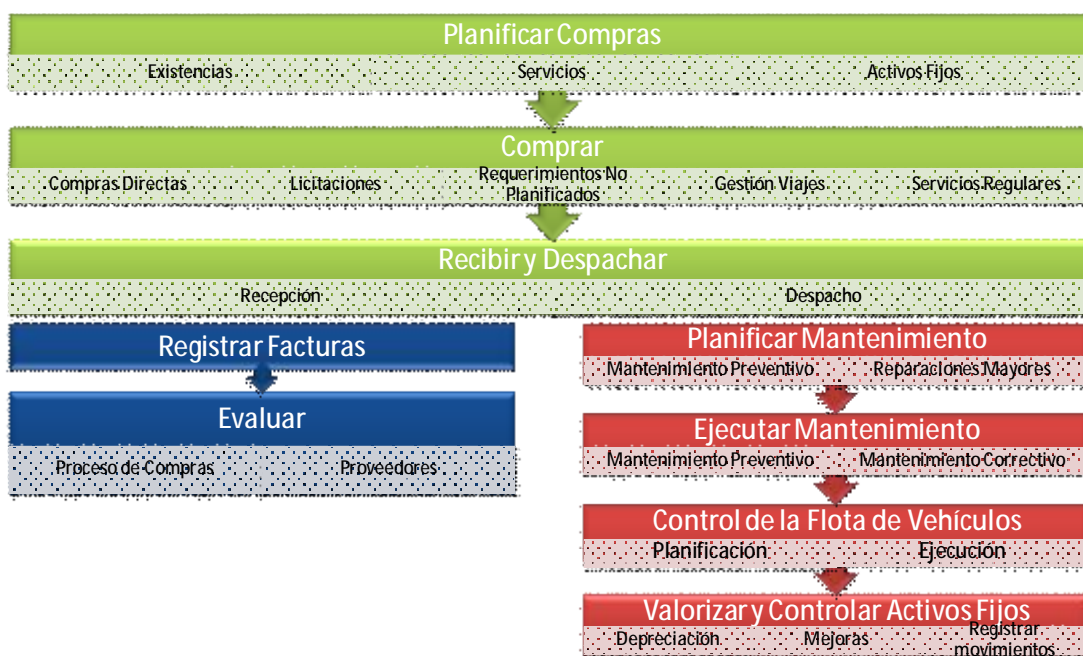 Planificar Compras
Existencias Servicios Activos Fijos
Comprar
Compras Directas Licitaciones Requerimientos No Planificados Gestión Viajes Servicios Regulares
Recibir y Despachar
Recepción Despacho
Registrar Facturas
Evaluar
Proceso de Compras Proveedores
Planificar Mantenimiento
Mantenimiento Preventivo Reparaciones Mayores
Ejecutar Mantenimiento
Mantenimiento Preventivo Mantenimiento Correctivo
Control de la Flota de Vehículos
Planificación Ejecución
Valorizar y Controlar Activos Fijos
Depreciación Mejoras Registrar movimientos